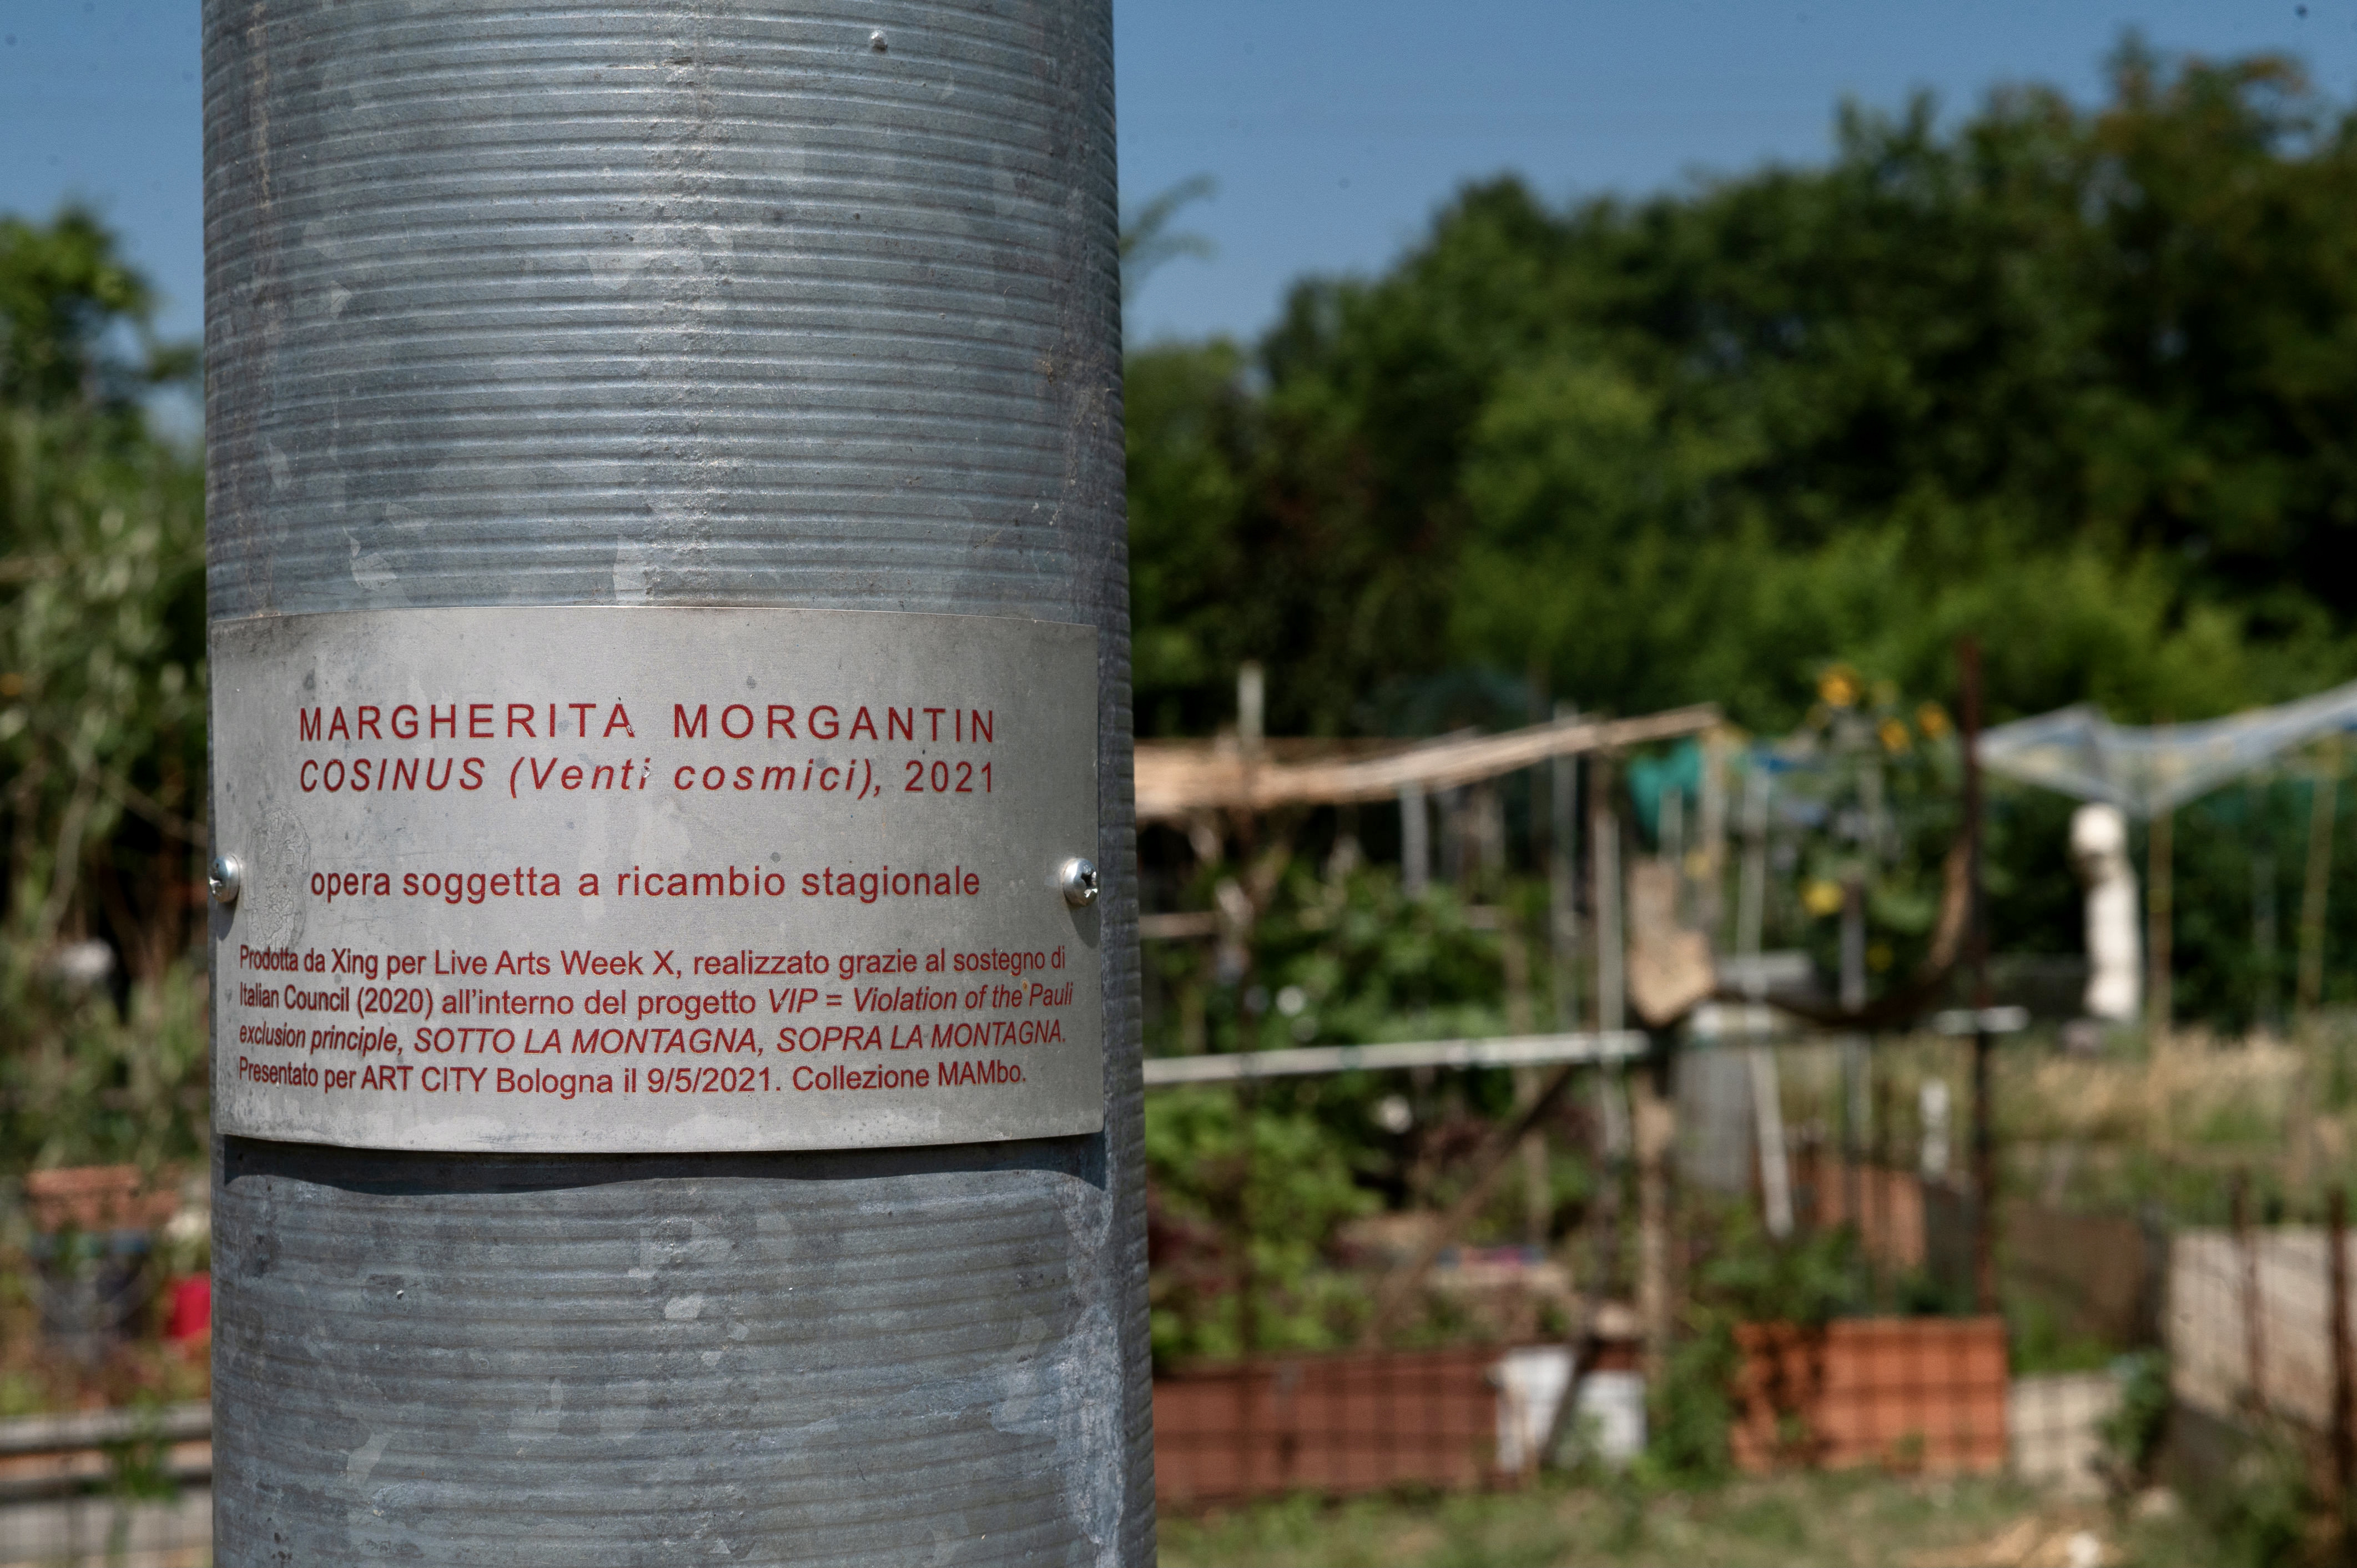 MARGHERITA MORGANTIN
COSINUS (Venti cosmici), 2021
opera soggetta a ricambio stagionale
Prodotta da Xing per Live Arts Week X, realizzato grazie al sostegno di
Italian Council (2020) all'interno del progetto VIP = Violation of the Pauli
exclusion principle, SOTTO LA MONTAGNA, SOPRA LA MONTAGNA.
Presentato per ART CITY Bologna il 9/5/2021. Collezione MAMbo.